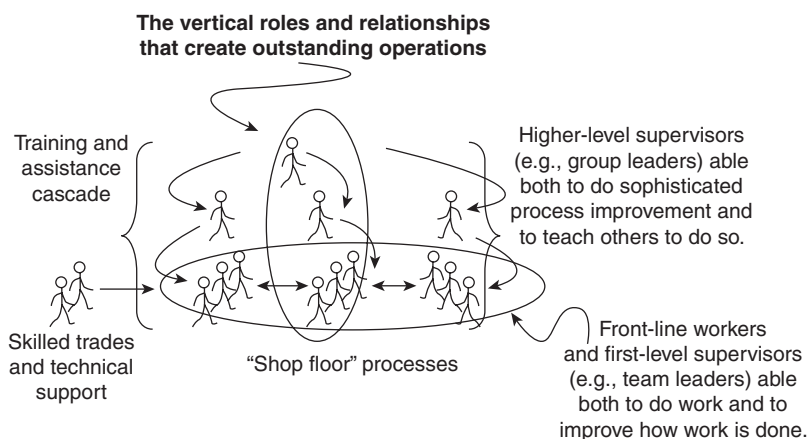 The vertical roles and relationships
that create outstanding operations
Training and
assistance
cascade
Higher-level supervisors
(e.g., group leaders) able
both to do sophisticated
process improvement and
to teach others to do so.
Skilled trades
and technical
support
“Shop floor” processes
Front-line workers
and first-level supervisors
(e.g., team leaders) able
both to do work and to
improve how work is done.